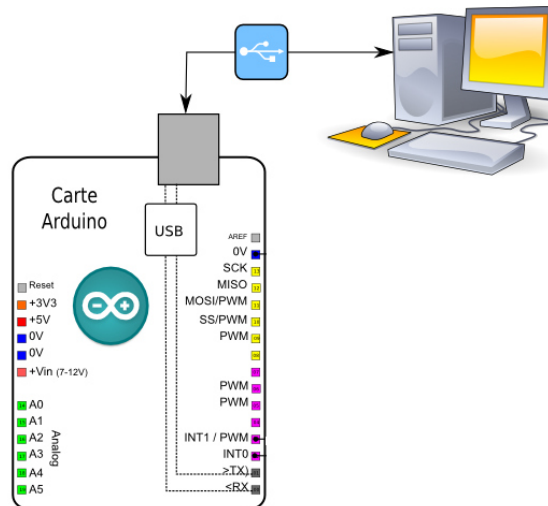 Carte
Arduino
USB
AREF
0V
SCK
MISO
MOSI/PWM
SS/PWM
PWM
PWM
PWM
INT1 / PWM
INT0
>TX)
<RX
Reset
+3V3
+5V
0V
0V
+Vin (7-12V)
A0
A1
A2
A3
A4
A5
Analog